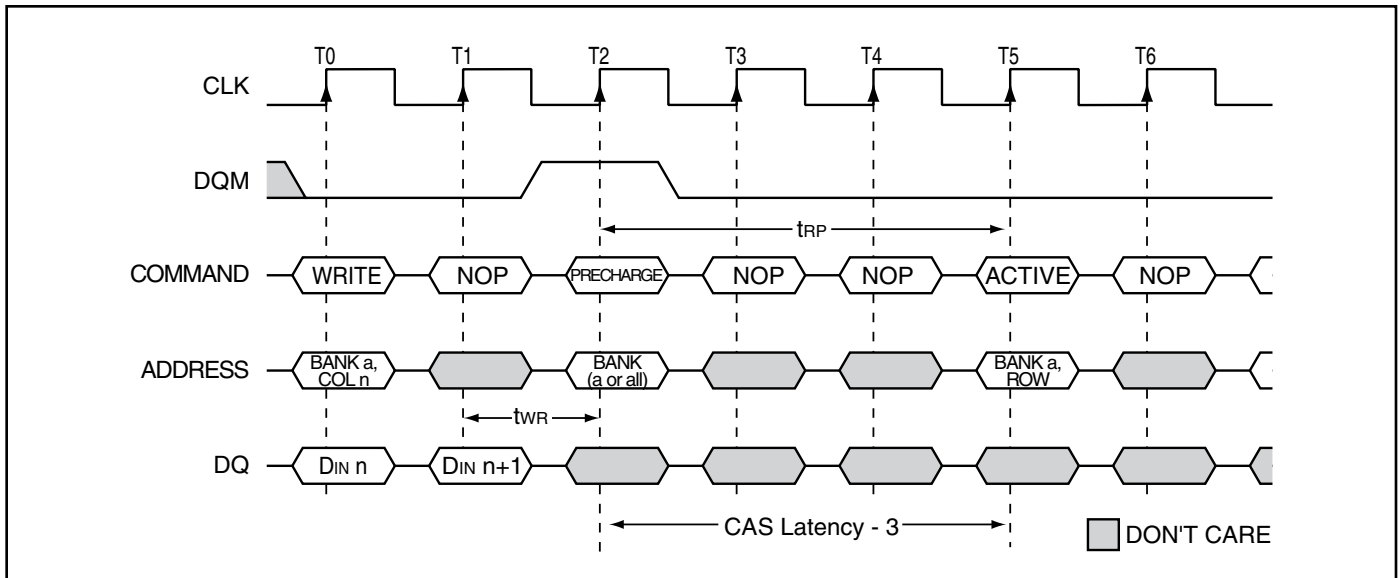 T0 T1 T2 T3 T4 T5 T6
CLK
DQM
tRP
COMMAND WRITE NOP PRECHARGE NOP NOP ACTIVE NOP
ADDRESS BANK a, COL n BANK (a or all) BANK a, ROW
tWR
DQ DIN n DIN n+1
CAS Latency - 3
DON'T CARE